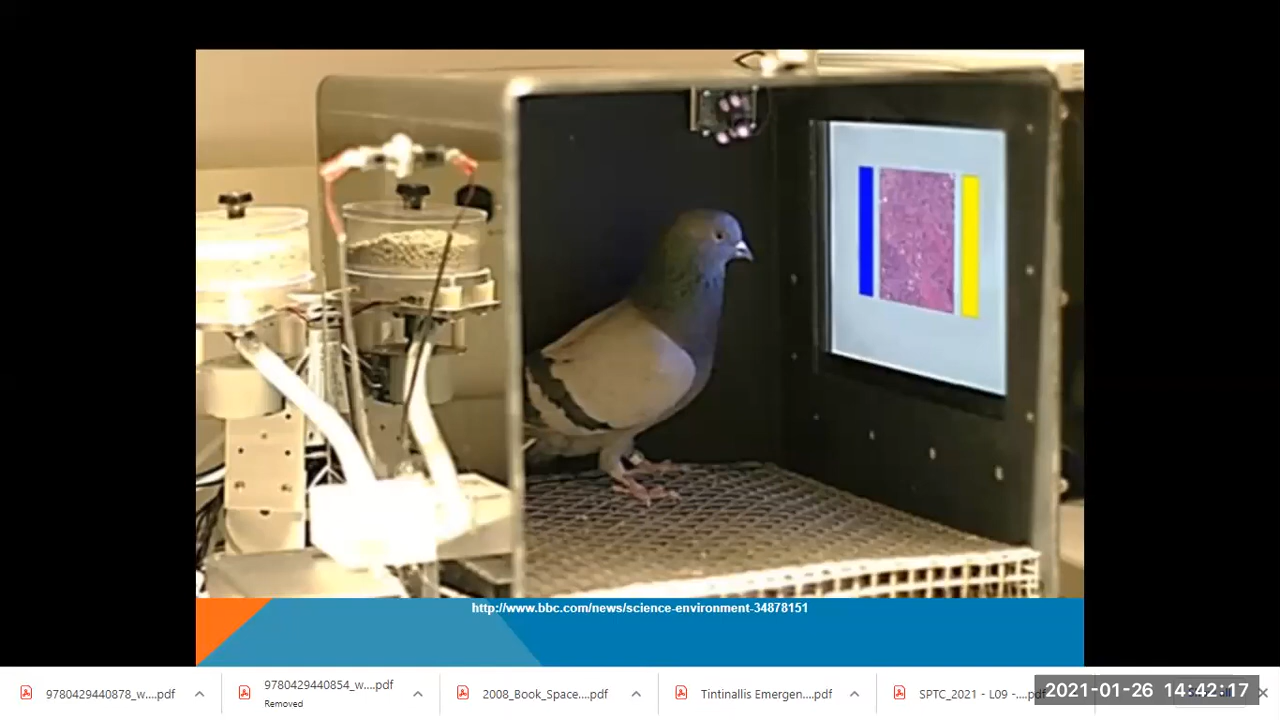 http://www.bbc.com/news/science-environment-34878151
9780429440878_w....pdf
9780429440854_w....pdf
Removed
2008_Book_Space....pdf
Tintinallis Emergen....pdf
SPTC_2021 - L09 -....pdf
2021-01-26 14:42:17